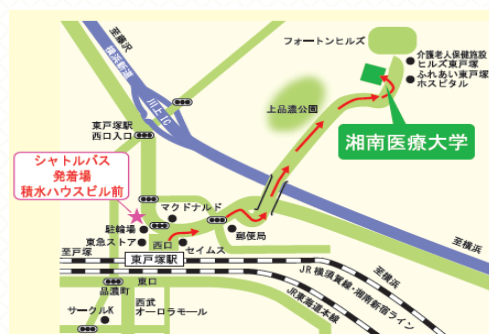 至藤沢
横浜新道
川上IC
フォートンヒルズ
介護老人保健施設
ヒルズ東戸塚
ふれあい東戸塚
ホスピタル
上品濃公園
湘南医療大学
東戸塚駅
西口入口
シャトルバス
発着場
積水ハウスビル前
マクドナルド
駐輪場
東急ストア
西口
セイムス
郵便局
至横浜
至戸塚
東戸塚駅
東口
品濃町
サークルK
西武
オーロラモール
至横浜
JR 横須賀線・湘南新宿ライン
JR東海道本線